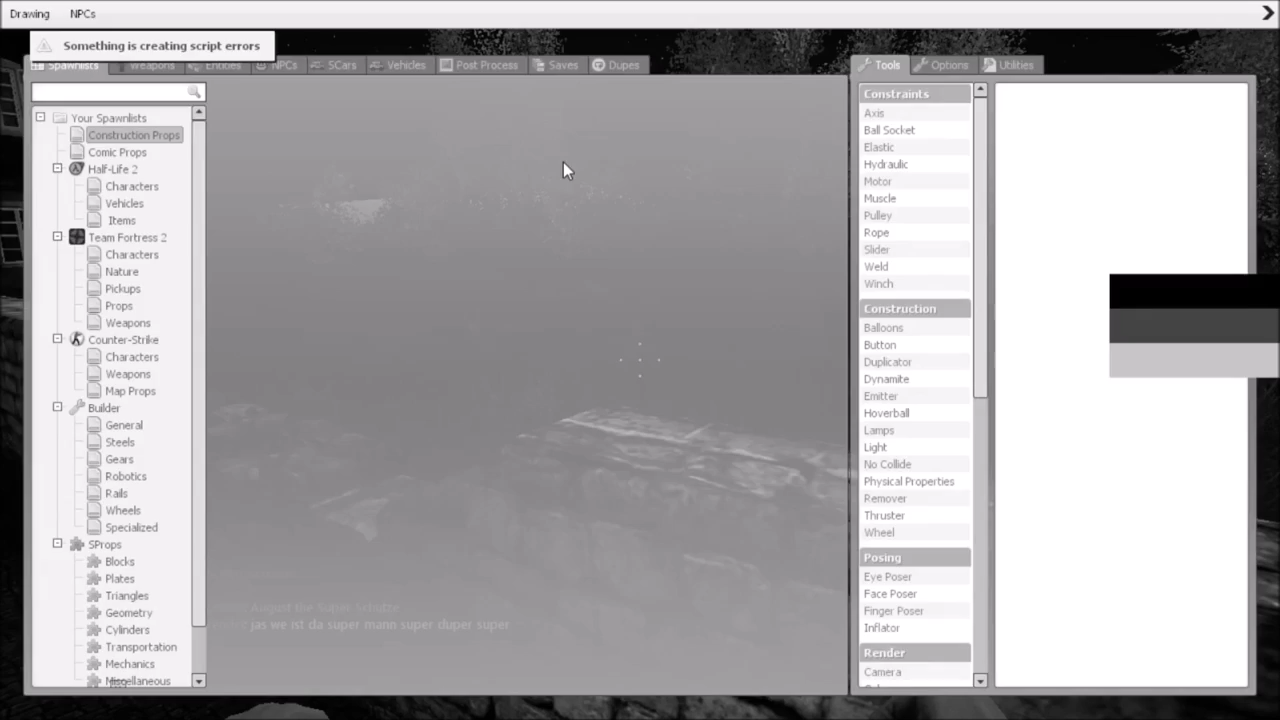 Drawing NPCs
Something is creating script errors
Spawnlists Weapons Entities NPCs SCars Vehicles Post Process Saves Dupes
Tools Options Utilities
Your Spawnlists
Construction Props
Comic Props
Half-Life 2
Characters
Vehicles
Items
Team Fortress 2
Characters
Nature
Pickups
Props
Weapons
Counter-Strike
Characters
Weapons
Map Props
Builder
General
Steels
Gears
Robotics
Rails
Wheels
Specialized
SProps
Blocks
Plates
Triangles
Geometry
Cylinders
Transportation
Mechanics
Miscellaneous
August the Super Schütze
jas we ist da super mann super duper super
Constraints
Axis
Ball Socket
Elastic
Hydraulic
Motor
Muscle
Pulley
Rope
Slider
Weld
Winch
Construction
Balloons
Button
Duplicator
Dynamite
Emitter
Hoverball
Lamps
Light
No Collide
Physical Properties
Remover
Thruster
Wheel
Posing
Eye Poser
Face Poser
Finger Poser
Inflator
Render
Camera